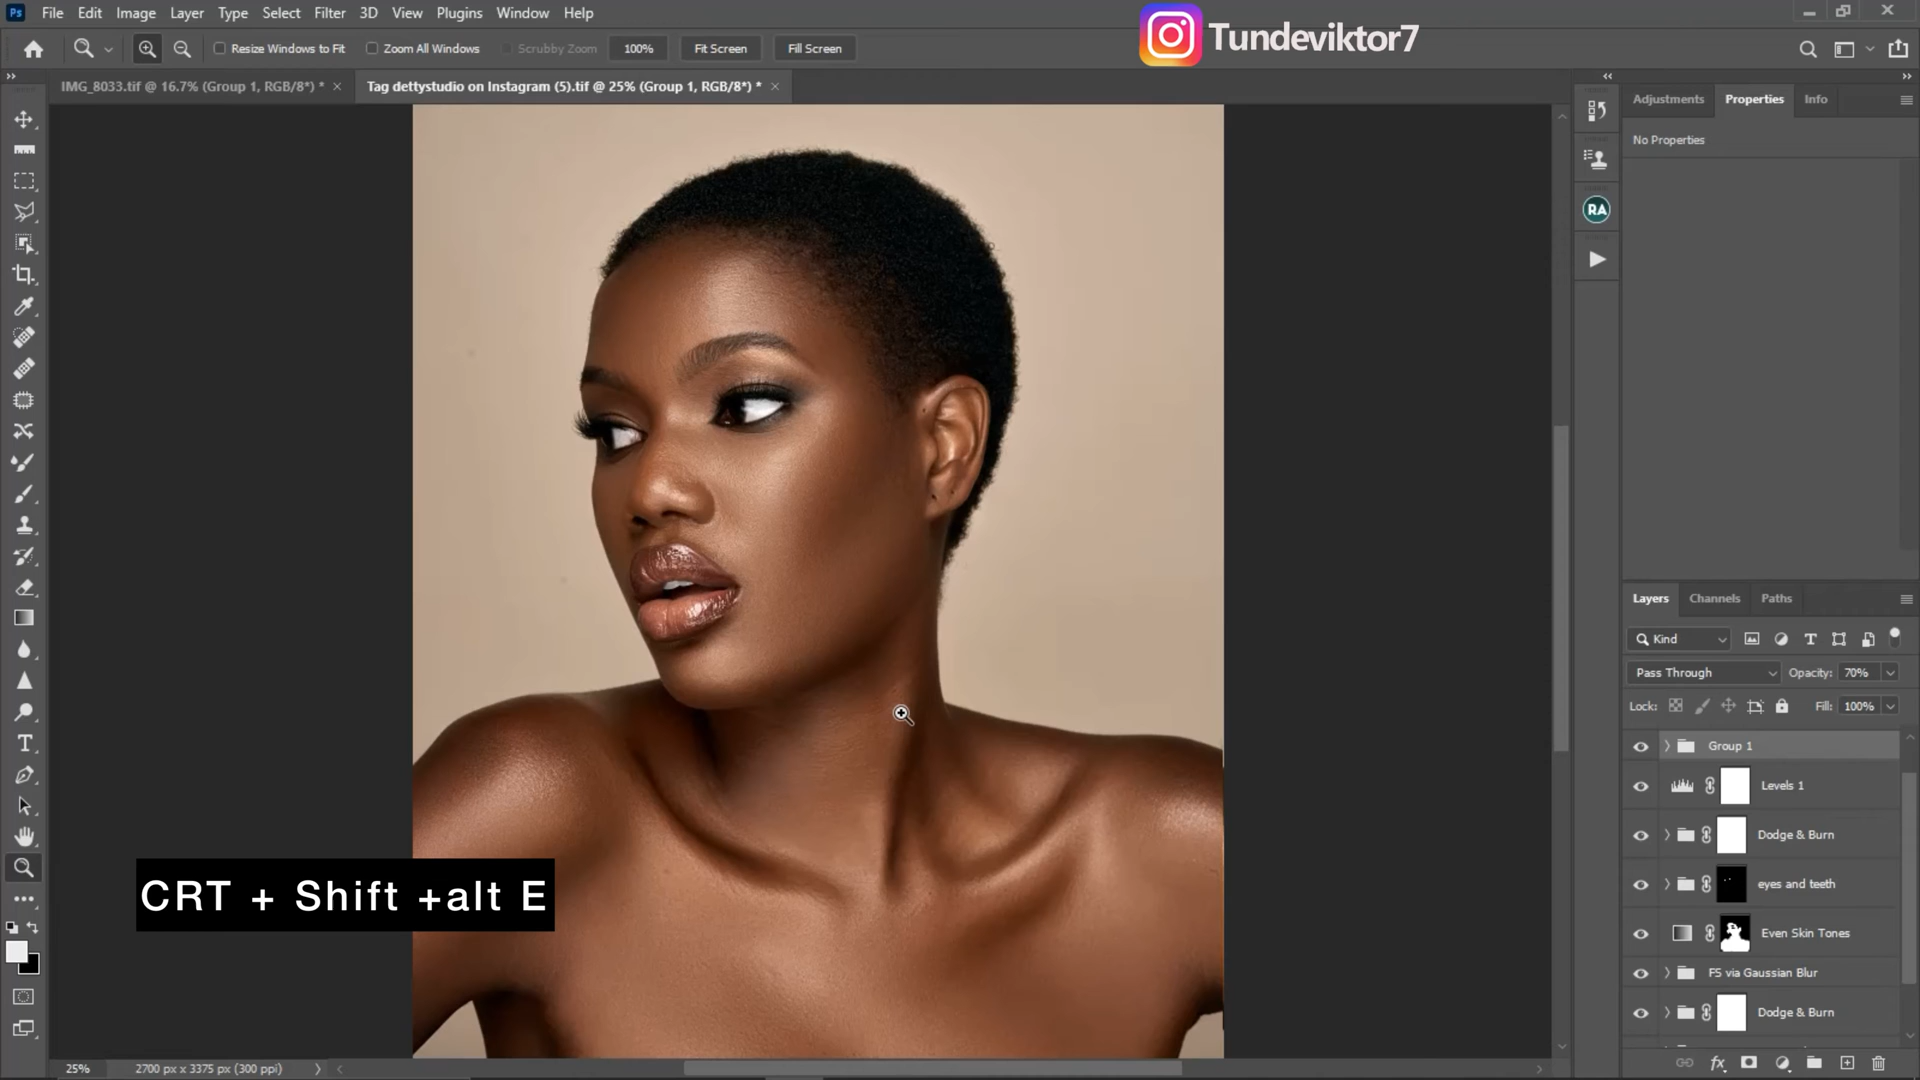 Ps File Edit Image Layer Type Select Filter 3D View Plugins Window Help
Tundeviktor7
Resize Windows to Fit Zoom All Windows Scrubby Zoom 100% Fit Screen Fill Screen
IMG_8033.tif @ 16.7% (Group 1, RGB/8*) * × Tag dettystudio on Instagram (5).tif @ 25% (Group 1, RGB/8*) * ×
Adjustments Properties Info
No Properties
RA
Layers Channels Paths
Kind
Pass Through Opacity: 70%
Lock: Fill: 100%
Group 1
Levels 1
Dodge & Burn
eyes and teeth
Even Skin Tones
FS via Gaussian Blur
Dodge & Burn
CRT + Shift +alt E
25% 2700 px x 3375 px (300 ppi)
fx